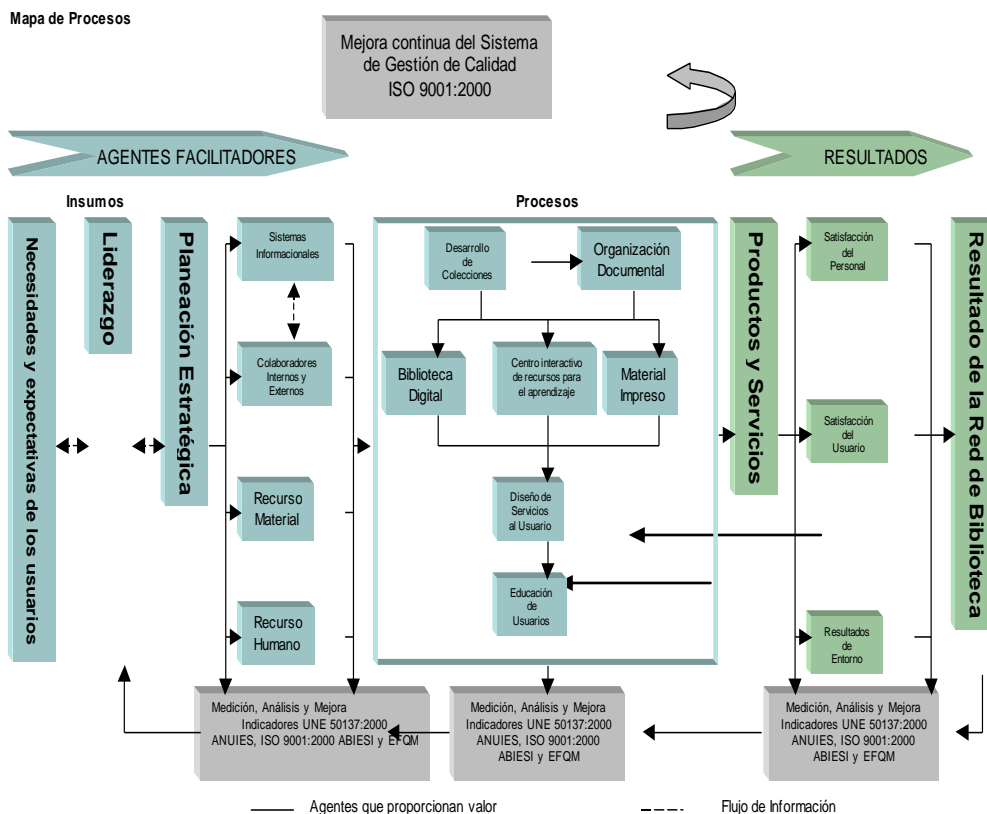 Mapa de Procesos
Mejora continua del Sistema
de Gestión de Calidad
ISO 9001:2000
AGENTES FACILITADORES
RESULTADOS
Insumos
Procesos
Necesidades y expectativas de los usuarios
Liderazgo
Planeación Estratégica
Sistemas
Informacionales
Colaboradores
Internos y
Externos
Recurso
Material
Recurso
Humano
Desarrollo
de
Colecciones
Organización
Documental
Biblioteca
Digital
Centro interactivo
de recursos para
el aprendizaje
Material
Impreso
Diseño de
Servicios
al Usuario
Educación
de
Usuarios
Productos y Servicios
Satisfacción
del
Personal
Satisfacción
del
Usuario
Resultados
de
Entorno
Resultado de la Red de Biblioteca
Medición, Análisis y Mejora
Indicadores UNE 50137:2000
ANUIES, ISO 9001:2000 ABIESI y EFQM
Medición, Análisis y Mejora
Indicadores UNE 50137:2000
ANUIES, ISO 9001:2000
ABIESI y EFQM
Medición, Análisis y Mejora
Indicadores UNE 50137:2000
ANUIES, ISO 9001:2000
ABIESI y EFQM
Agentes que proporcionan valor
Flujo de Información